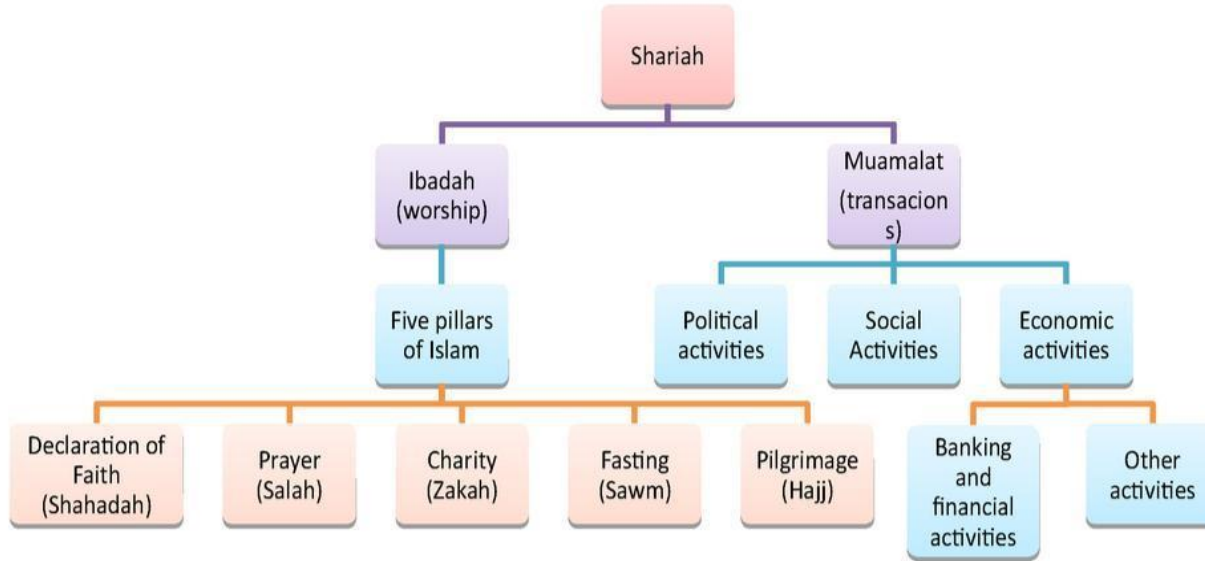 Shariah
Ibadah
(worship)
Muamalat
(transacion
s)
Five pillars
of Islam
Political
activities
Social
Activities
Economic
activities
Declaration of
Faith
(Shahadah)
Prayer
(Salah)
Charity
(Zakah)
Fasting
(Sawm)
Pilgrimage
(Hajj)
Banking
and
financial
activities
Other
activities